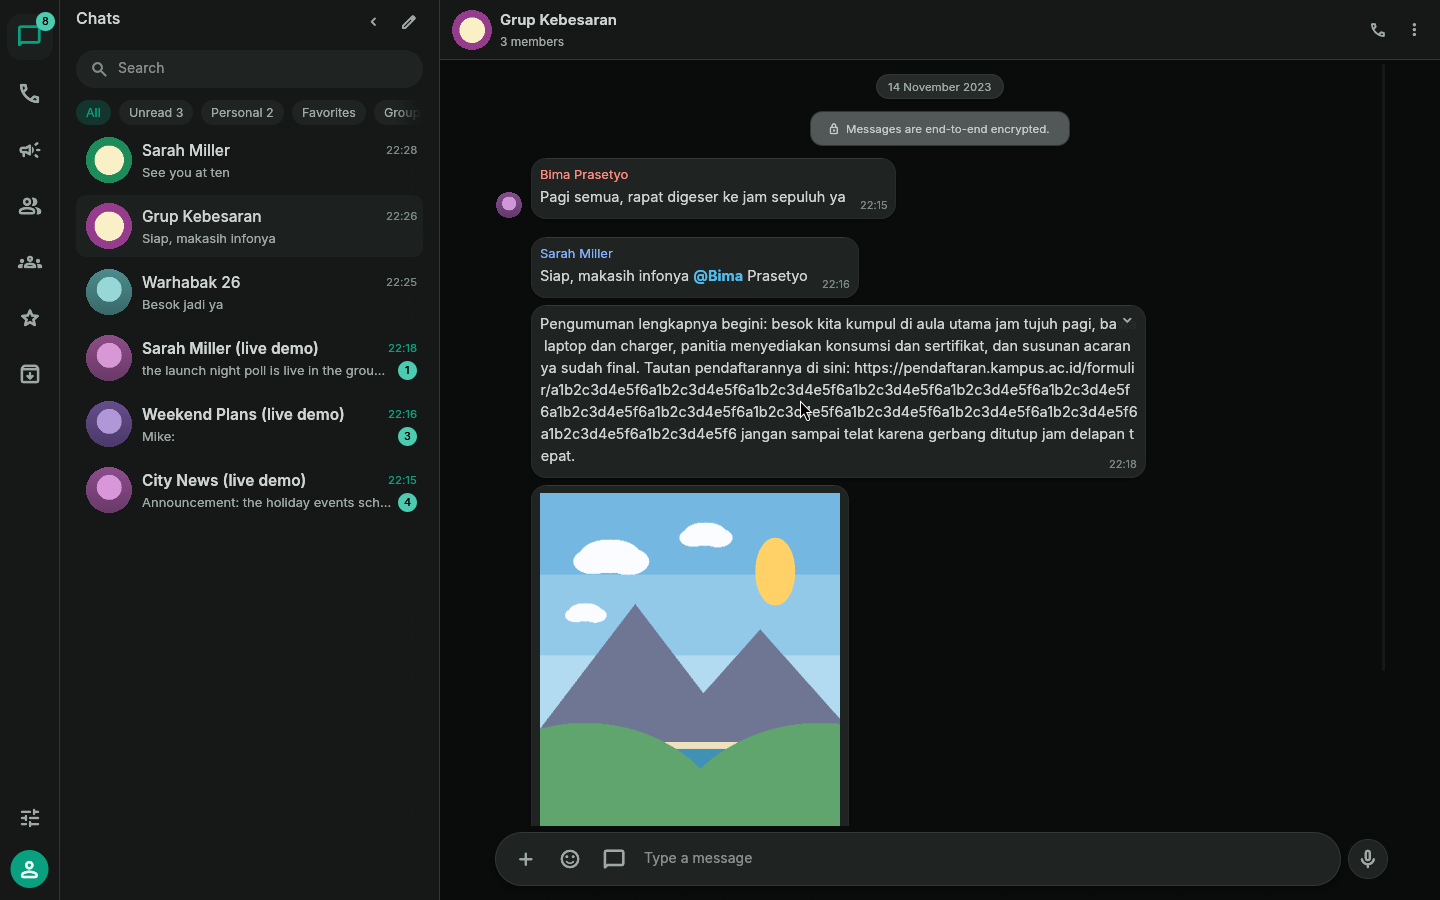 8
Chats
Search
All
Unread 3
Personal 2
Favorites
Group
Sarah Miller
22:28
See you at ten
Grup Kebesaran
22:26
Siap, makasih infonya
Warhabak 26
22:25
Besok jadi ya
Sarah Miller (live demo)
22:18
the launch night poll is live in the grou...
1
Weekend Plans (live demo)
22:16
Mike:
3
City News (live demo)
22:15
Announcement: the holiday events sch...
4
Grup Kebesaran
3 members
14 November 2023
Messages are end-to-end encrypted.
Bima Prasetyo
Pagi semua, rapat digeser ke jam sepuluh ya
22:15
Sarah Miller
Siap, makasih infonya @Bima Prasetyo
22:16
Pengumuman lengkapnya begini: besok kita kumpul di aula utama jam tujuh pagi, ba
laptop dan charger, panitia menyediakan konsumsi dan sertifikat, dan susunan acaran
ya sudah final. Tautan pendaftarannya di sini: https://pendaftaran.kampus.ac.id/formuli
r/a1b2c3d4e5f6a1b2c3d4e5f6a1b2c3d4e5f6a1b2c3d4e5f6a1b2c3d4e5f6a1b2c3d4e5f
6a1b2c3d4e5f6a1b2c3d4e5f6a1b2c3d4e5f6a1b2c3d4e5f6a1b2c3d4e5f6a1b2c3d4e5f6
a1b2c3d4e5f6a1b2c3d4e5f6 jangan sampai telat karena gerbang ditutup jam delapan t
epat.
22:18
Type a message